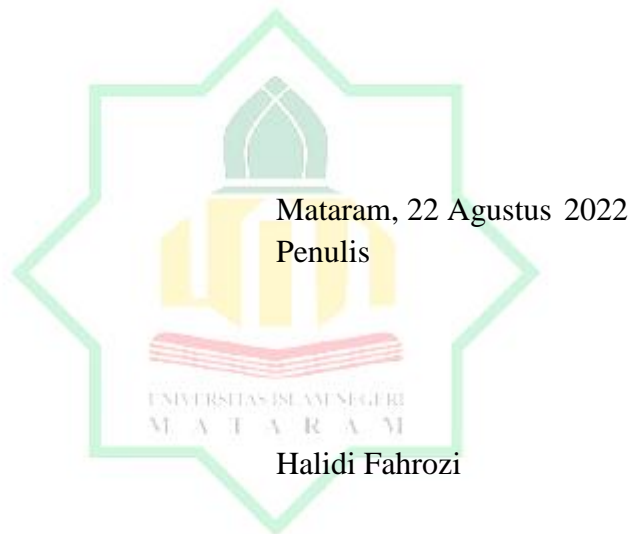 Mataram, 22 Agustus 2022
Penulis
UNIVERSITAS ISLAM NEGERI
M A T A R A M
Halidi Fahrozi